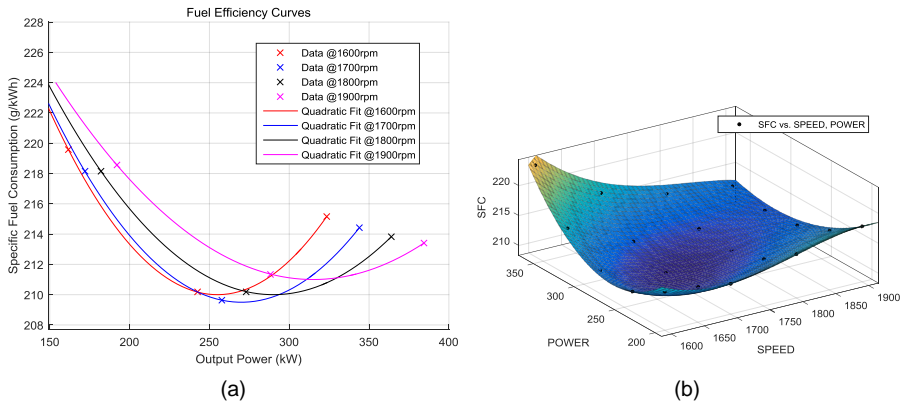 Fuel Efficiency Curves
228
226
224
222
220
218
216
214
212
210
208
150
200
250
300
350
400
Specific Fuel Consumption (g/kWh)
Output Power (kW)
Data @1600rpm
Data @1700rpm
Data @1800rpm
Data @1900rpm
Quadratic Fit @1600rpm
Quadratic Fit @1700rpm
Quadratic Fit @1800rpm
Quadratic Fit @1900rpm
(a)
SFC vs. SPEED, POWER
SFC
220
215
210
350
300
250
200
POWER
1600
1650
1700
1750
1800
1850
1900
SPEED
(b)